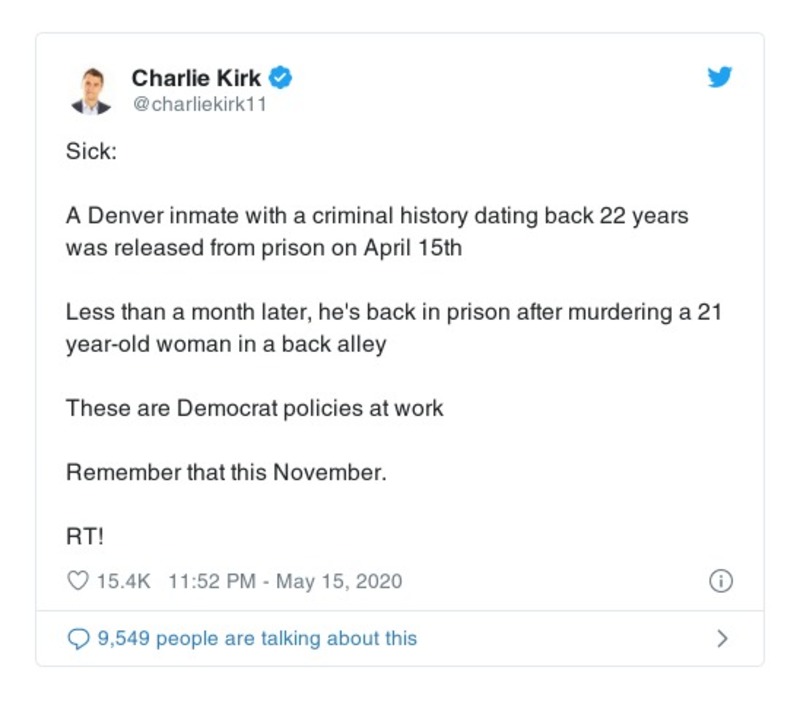 Charlie Kirk
@charliekirk11
Sick:
A Denver inmate with a criminal history dating back 22 years
was released from prison on April 15th
Less than a month later, he's back in prison after murdering a 21
year-old woman in a back alley
These are Democrat policies at work
Remember that this November.
RT!
15.4K 11:52 PM - May 15, 2020
9,549 people are talking about this